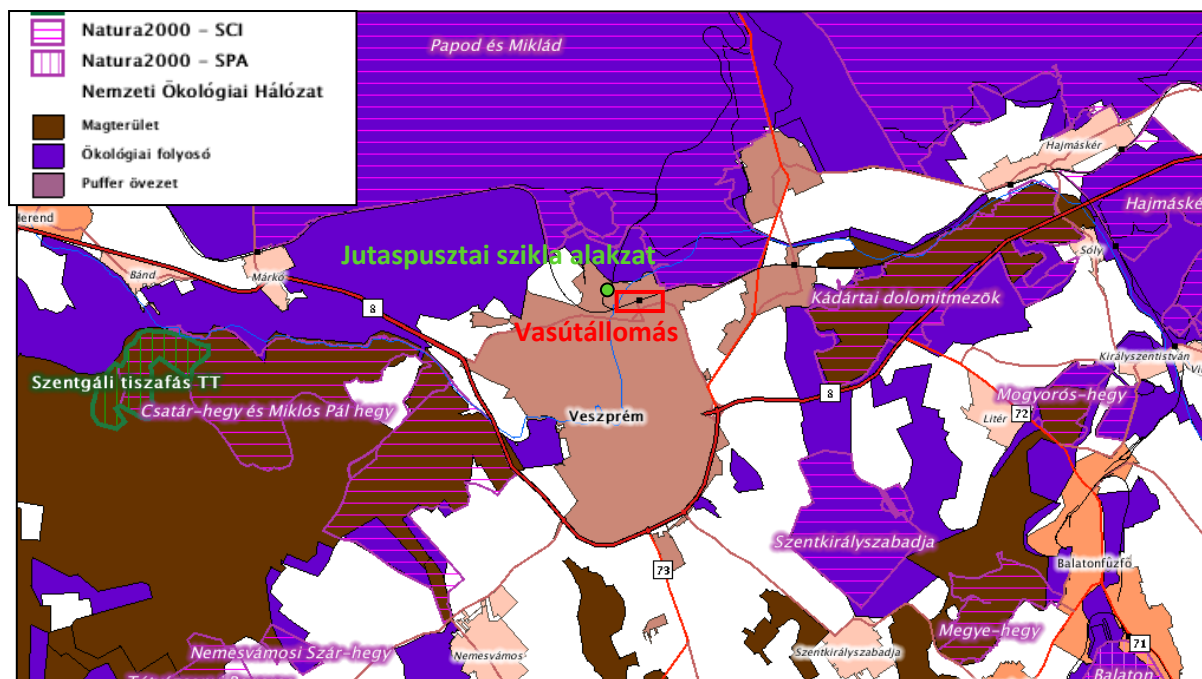 Natura2000 - SCI
Natura2000 - SPA
Nemzeti Ökológiai Hálózat
Magterület
Ökológiai folyosó
Puffer övezet
Papod és Miklád
Hajmáskér
Herend
Bánd
Márkó
Jutaspusztai szikla alakzat
Sóly
8
Kádártai dolomitmezők
Vasútállomás
Királyszentistván
Szentgáli tiszafás TT
Csatár-hegy és Miklós Pál hegy
Veszprém
8
Mogyorós-hegy
Litér
72
Szentkirályszabadja
73
Balatonfűzfő
Megye-hegy
71
Nemesvámosi Szár-hegy
Nemesvámos
Szentkirályszabadja
Balaton